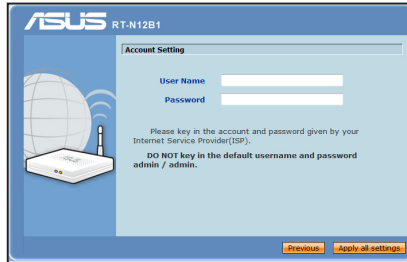 ASUS RT-N12B1
Account Setting
User Name
Password
Please key in the account and password given by your
Internet Service Provider(ISP).
DO NOT key in the default username and password
admin / admin.
Previous Apply all settings